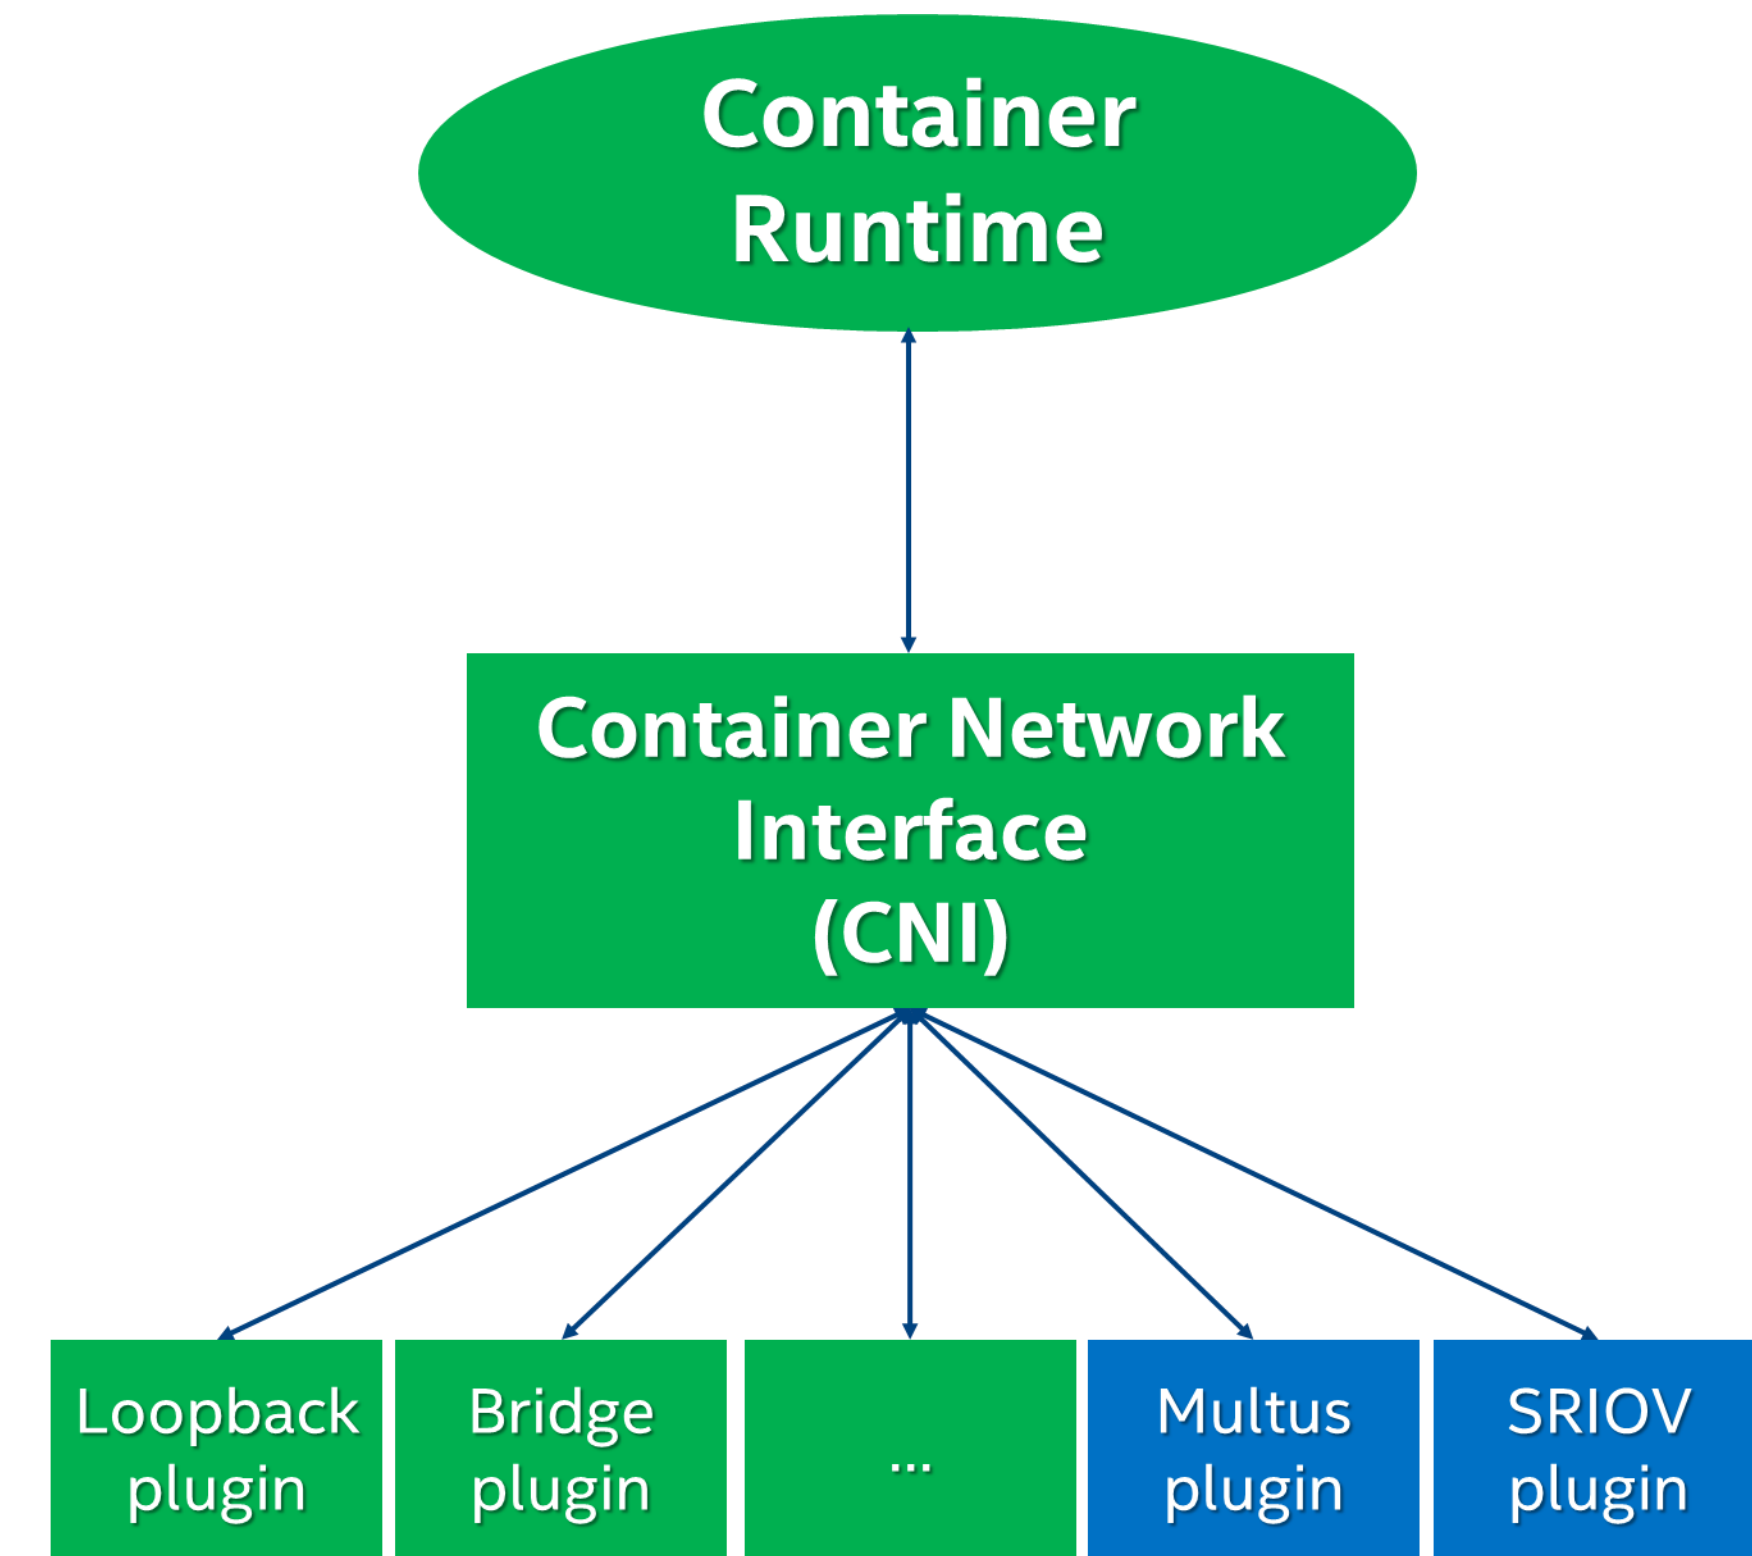 Container
Runtime
Container Network
Interface
(CNI)
Loopback
plugin
Bridge
plugin
...
Multus
plugin
SRIOV
plugin